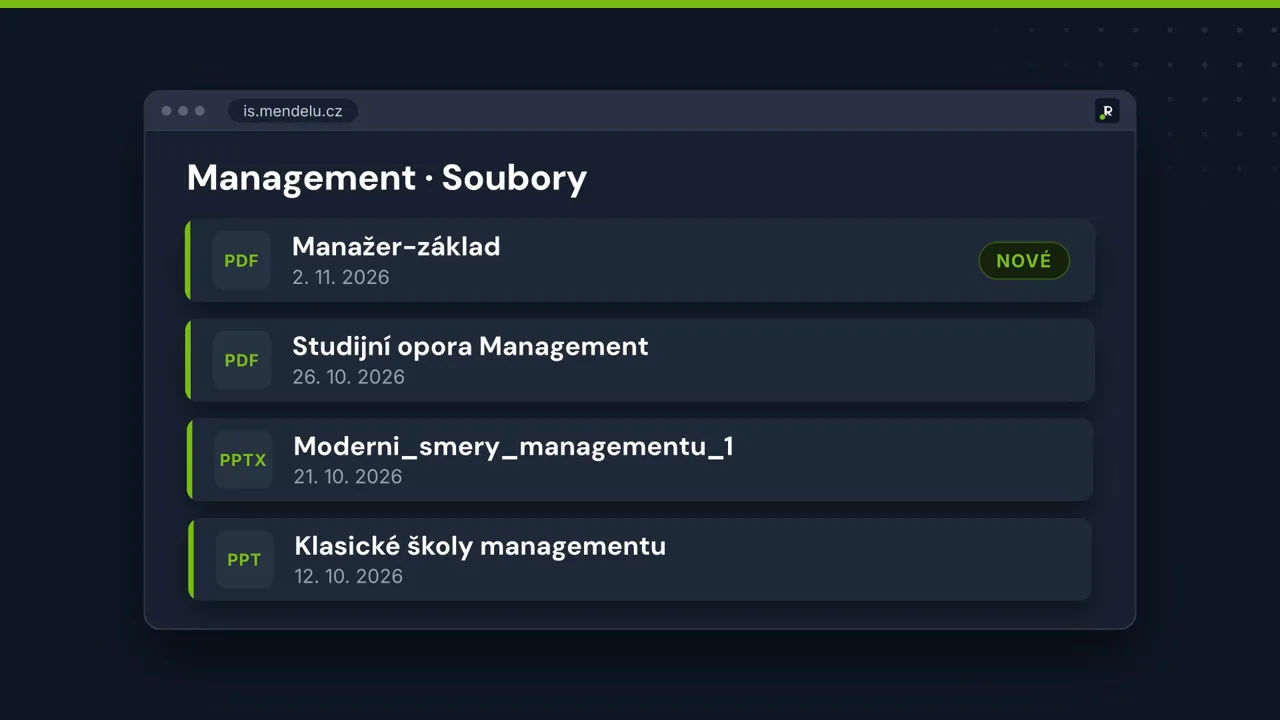 is.mendelu.cz
R
Management · Soubory
PDF
Manažer-základ
2. 11. 2026
NOVÉ
PDF
Studijní opora Management
26. 10. 2026
PPTX
Moderni_smery_managementu_1
21. 10. 2026
PPT
Klasické školy managementu
12. 10. 2026